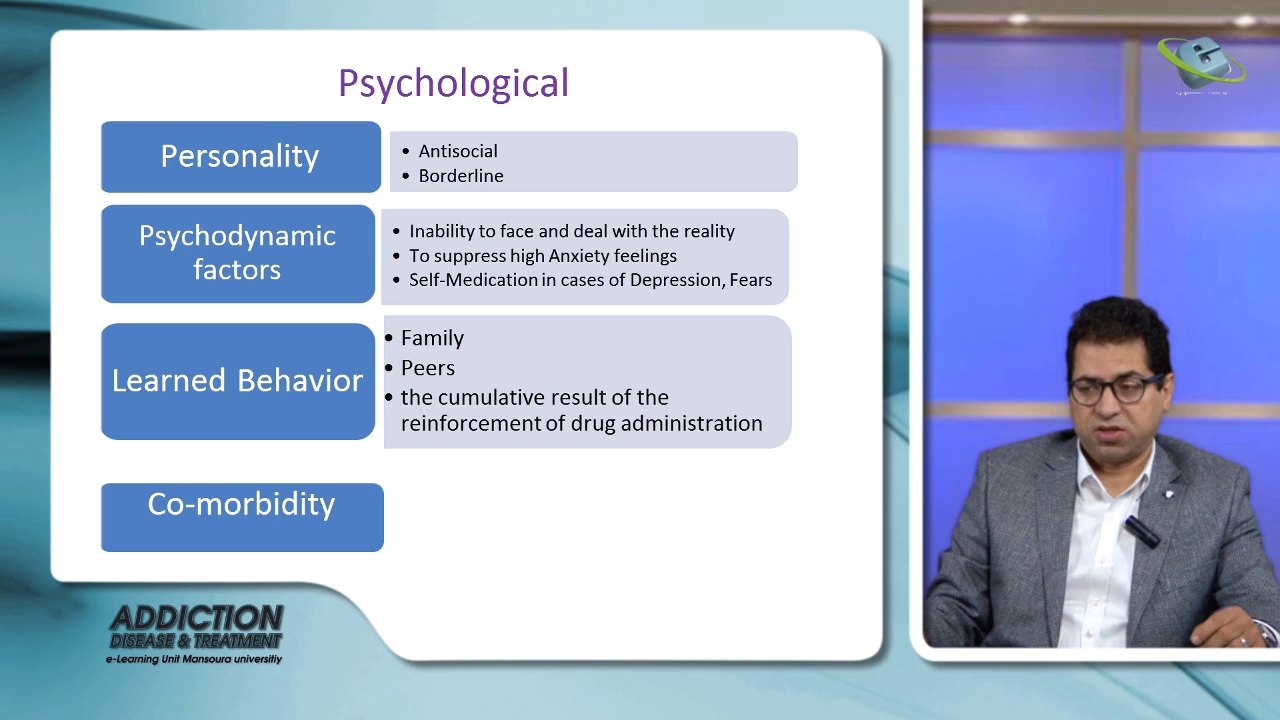 Psychological
Personality
• Antisocial
• Borderline
Psychodynamic
factors
• Inability to face and deal with the reality
• To suppress high Anxiety feelings
• Self-Medication in cases of Depression, Fears
Learned Behavior
• Family
• Peers
• the cumulative result of the
reinforcement of drug administration
Co-morbidity
ADDICTION
DISEASE & TREATMENT
e-Learning Unit Mansoura universitiy